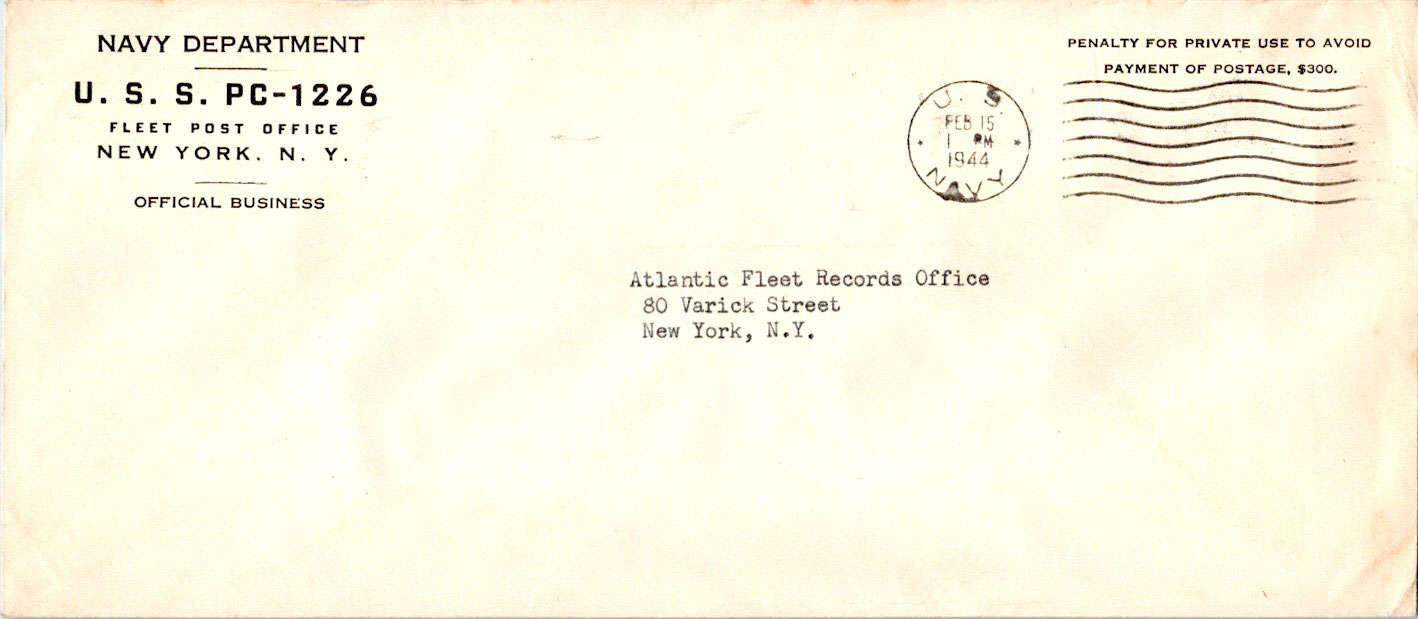 NAVY DEPARTMENT
U. S. S. PC-1226
FLEET POST OFFICE
NEW YORK, N. Y.
OFFICIAL BUSINESS
PENALTY FOR PRIVATE USE TO AVOID
PAYMENT OF POSTAGE, $300.
U. S.
FEB 15
1 PM
1944
NAVY
Atlantic Fleet Records Office
80 Varick Street
New York, N.Y.